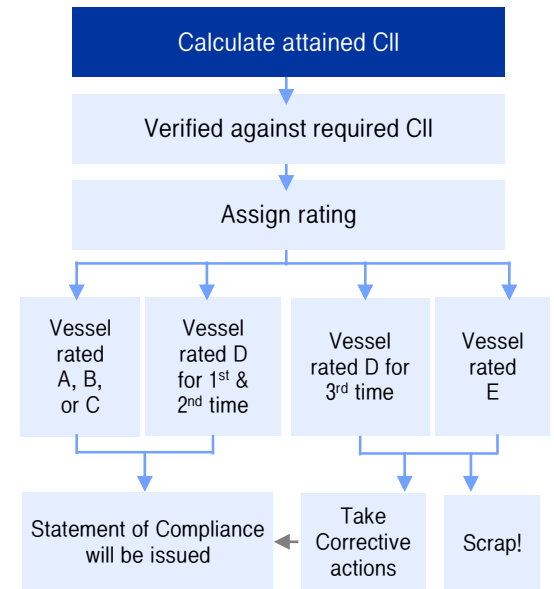 Calculate attained CII
Verified against required CII
Assign rating
Vessel
rated
A, B,
or C
Vessel
rated D
for 1st &
2nd time
Vessel
rated D for
3rd time
Vessel
rated
E
Statement of Compliance
will be issued
Take
Corrective
actions
Scrap!